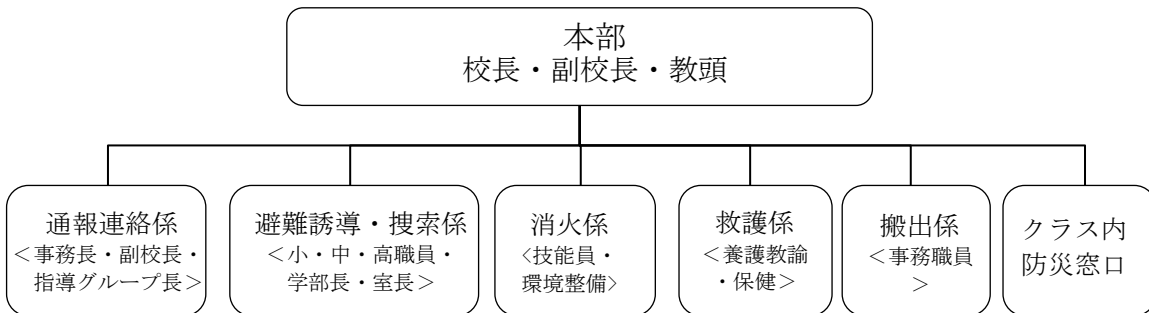 本部
校長・副校長・教頭
通報連絡係
＜事務長・副校長・
指導グループ長＞
避難誘導・捜索係
＜小・中・高職員・
学部長・室長＞
消火係
〈技能員・
環境整備〉
救護係
＜養護教諭
・保健＞
搬出係
＜事務職員
＞
クラス内
防災窓口